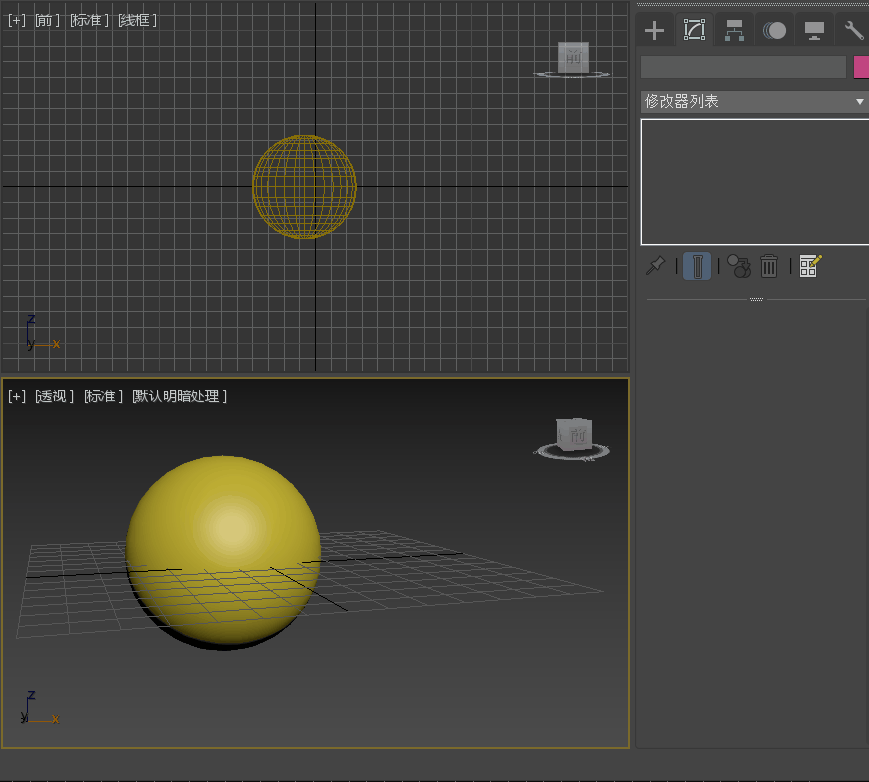 [+] [前] [标准] [线框]
前
修改器列表
z
y x
[+] [透视] [标准] [默认明暗处理]
前
z
y x